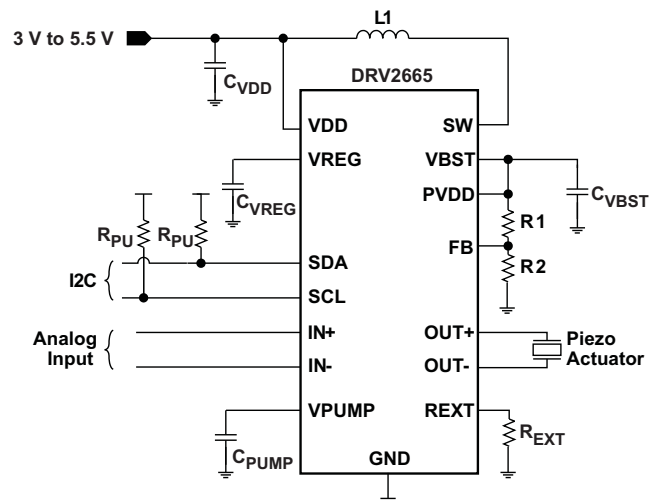 L1
3 V to 5.5 V
CVDD
DRV2665
VDD
SW
VREG
VBST
CVREG
PVDD
CVBST
R1
RPU
RPU
FB
R2
SDA
I2C
SCL
IN+
OUT+
Analog
Input
Piezo
Actuator
IN-
OUT-
VPUMP
REXT
CPUMP
REXT
GND